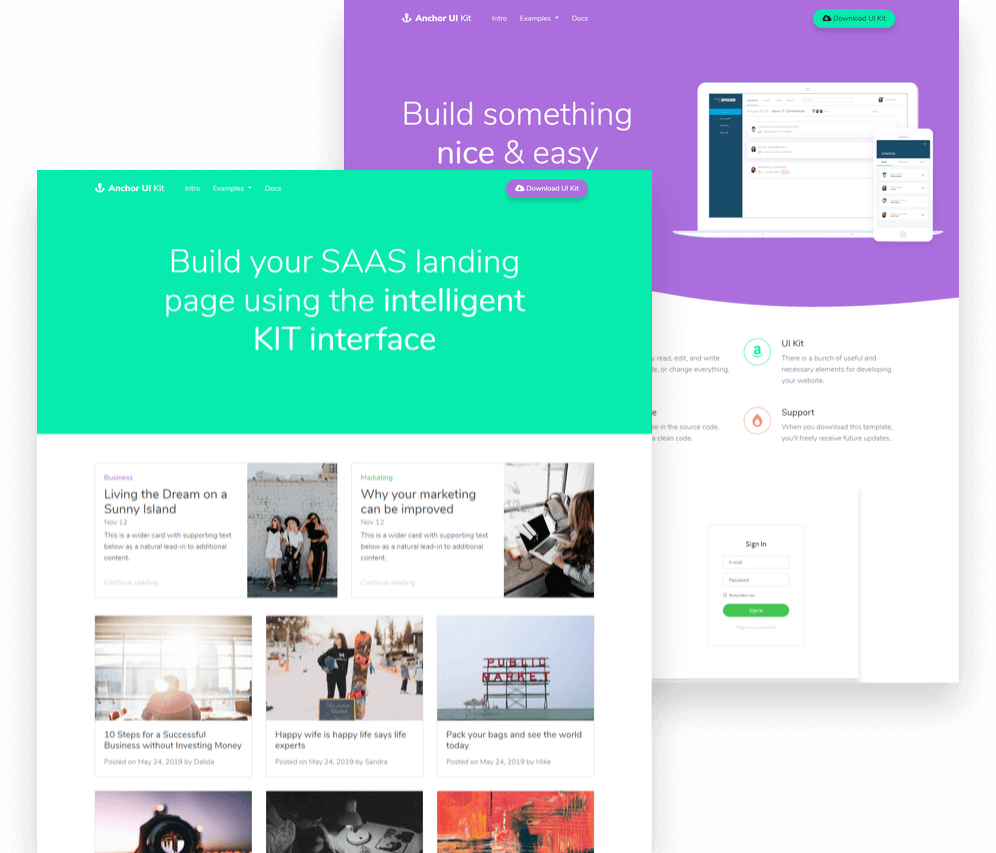 Anchor UI Kit Intro Examples Docs Download UI Kit
Build something
nice & easy
Anchor UI Kit Intro Examples Docs Download UI Kit
Build your SAAS landing
page using the intelligent
KIT interface
y read, edit, and write
le, or change everything.
UI Kit
There is a bunch of useful and
necessary elements for developing
your website.
e
re in the source code,
a clean code.
Support
When you download this template,
you'll freely receive future updates.
Business
Living the Dream on a
Sunny Island
Nov 12
This is a wider card with supporting text
below as a natural lead-in to additional
content.
Continue reading
Marketing
Why your marketing
can be improved
Nov 12
This is a wider card with supporting text
below as a natural lead-in to additional
content.
Continue reading
Sign In
E-mail
Password
Remember me
Sign in
Forgot your password?
PUBLIC
MARKET
10 Steps for a Successful
Business without Investing Money
Posted on May 24, 2019 by Dalida
Happy wife is happy life says life
experts
Posted on May 24, 2019 by Sandra
Pack your bags and see the world
today
Posted on May 24, 2019 by Mike